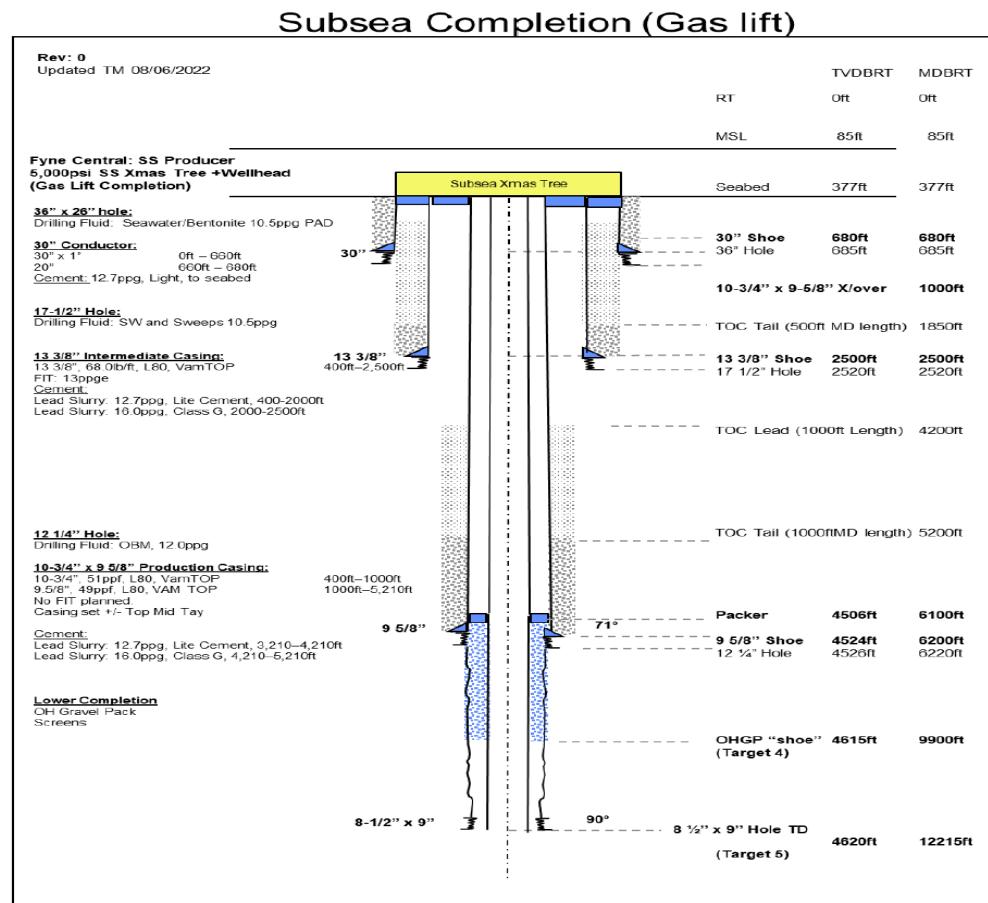 Subsea Completion (Gas lift)
Rev: 0
Updated TM 08/06/2022
TVDBRT MDBRT
RT 0ft 0ft
MSL 85ft 85ft
Fyne Central: SS Producer
5,000psi SS Xmas Tree +Wellhead
(Gas Lift Completion)
Subsea Xmas Tree
Seabed 377ft 377ft
36" x 26" hole:
Drilling Fluid: Seawater/Bentonite 10.5ppg PAD
30" Conductor:
30" x 1" 0ft – 660ft
20" 660ft – 680ft
Cement: 12.7ppg, Light, to seabed
30"
30" Shoe 680ft 680ft
36" Hole 685ft 685ft
10-3/4" x 9-5/8" X/over 1000ft
17-1/2" Hole:
Drilling Fluid: SW and Sweeps 10.5ppg
TOC Tail (500ft MD length) 1850ft
13 3/8" Intermediate Casing:
13 3/8", 68.0lb/ft, L80, VamTOP 400ft–2,500ft
FIT: 13ppge
Cement:
Lead Slurry: 12.7ppg, Lite Cement, 400-2000ft
Lead Slurry: 16.0ppg, Class G, 2000-2500ft
13 3/8"
13 3/8" Shoe 2500ft 2500ft
17 1/2" Hole 2520ft 2520ft
TOC Lead (1000ft Length) 4200ft
12 1/4" Hole:
Drilling Fluid: OBM, 12.0ppg
TOC Tail (1000ftMD length) 5200ft
10-3/4" x 9 5/8" Production Casing:
10-3/4", 51ppf, L80, VamTOP 400ft–1000ft
9.5/8", 49ppf, L80, VAM TOP 1000ft–5,210ft
No FIT planned.
Casing set +/- Top Mid Tay
Cement:
Lead Slurry: 12.7ppg, Lite Cement, 3,210–4,210ft
Lead Slurry: 16.0ppg, Class G, 4,210–5,210ft
9 5/8"
71°
Packer 4506ft 6100ft
9 5/8" Shoe 4524ft 6200ft
12 ¼" Hole 4526ft 6220ft
Lower Completion
OH Gravel Pack
Screens
OHGP "shoe" 4615ft 9900ft
(Target 4)
8-1/2" x 9"
90°
8 ½" x 9" Hole TD
(Target 5) 4620ft 12215ft